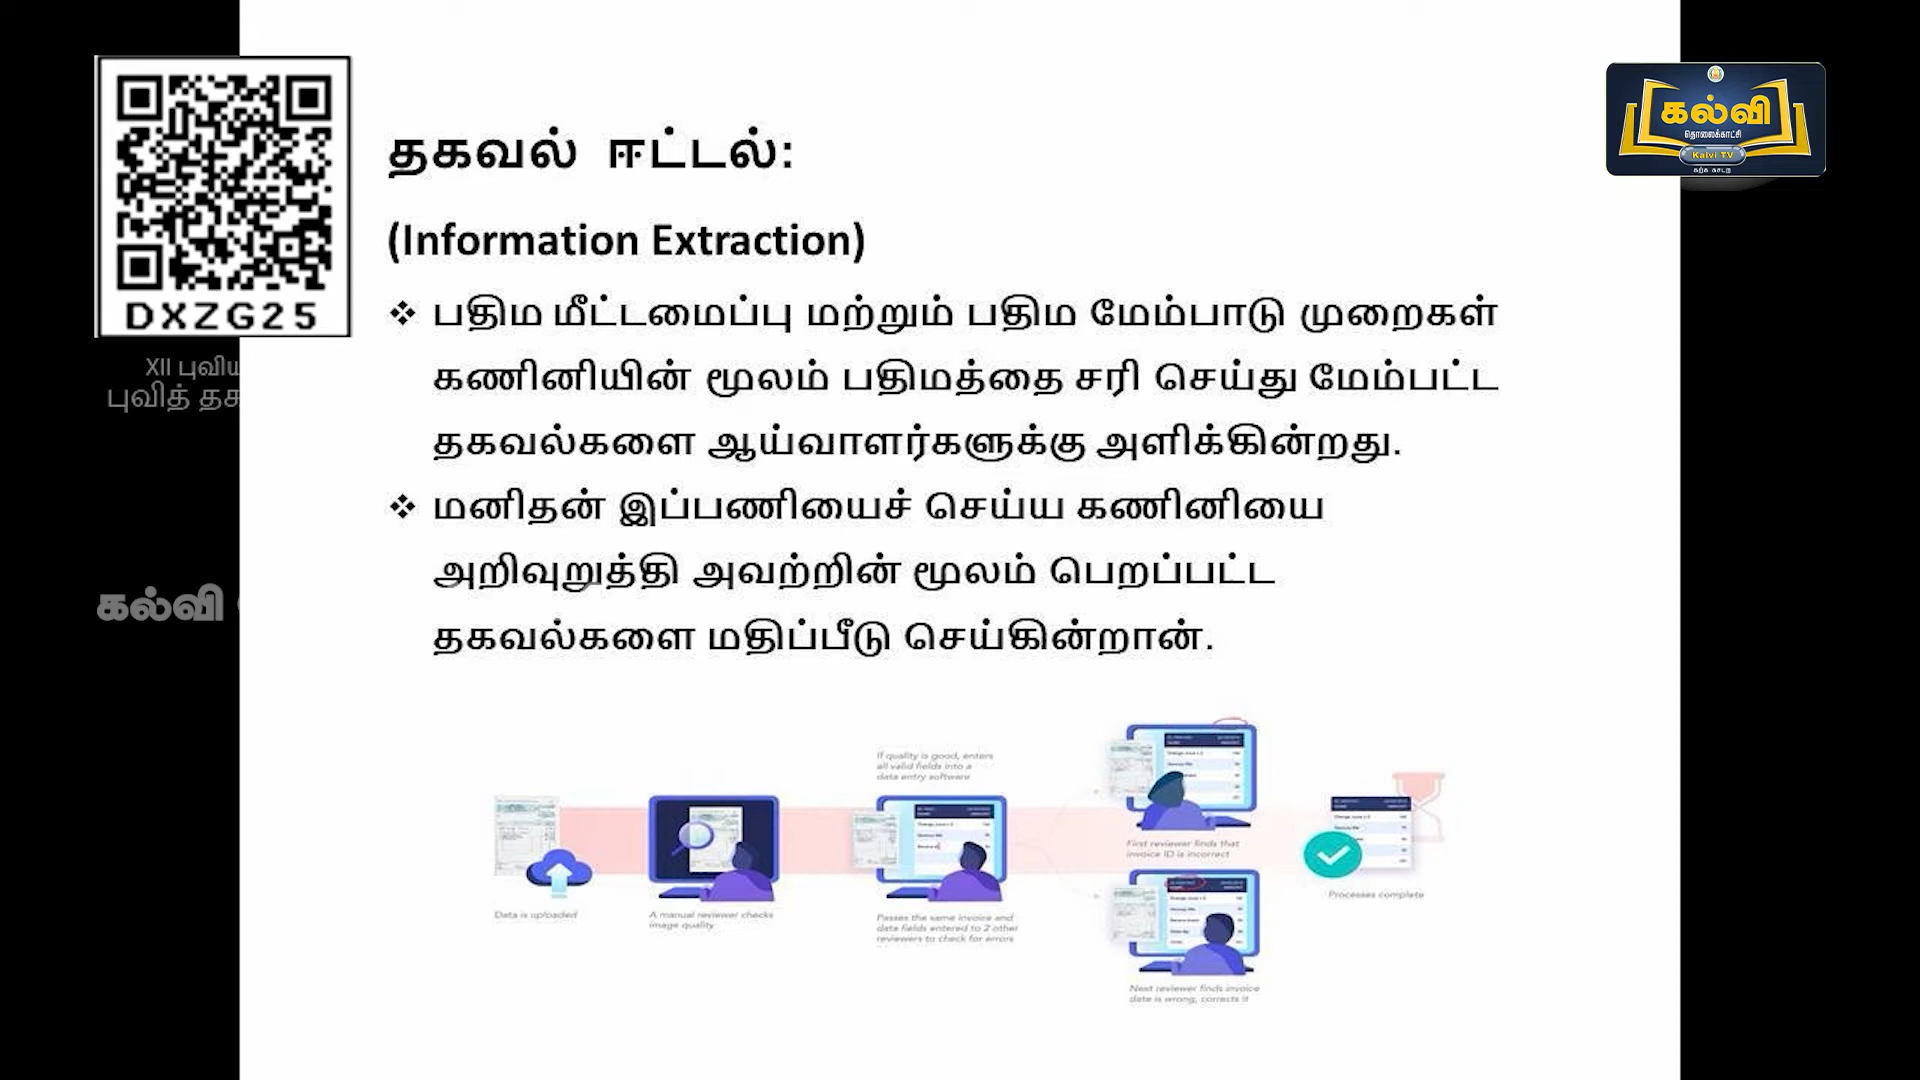 DXZG25
XII
கல்வி
கல்வி
தொலைக்காட்சி
Kalvi TV
கற்க கசடற
தகவல் ஈட்டல்:
(Information Extraction)
❖ பதிம மீட்டமைப்பு மற்றும் பதிம மேம்பாடு முறைகள்
கணினியின் மூலம் பதிமத்தை சரி செய்து மேம்பட்ட
தகவல்களை ஆய்வாளர்களுக்கு அளிக்கின்றது.
❖ மனிதன் இப்பணியைச் செய்ய கணினியை
அறிவுறுத்தி அவற்றின் மூலம் பெறப்பட்ட
தகவல்களை மதிப்பீடு செய்கின்றான்.
Data is uploaded
A manual reviewer checks
image quality
If quality is good, enters
all valid fields into a
data entry software
Passes the same invoice and
data fields entered to 2 other
reviewers to check for errors
First reviewer finds that
invoice ID is incorrect
Next reviewer finds invoice
date is wrong, corrects it
Processes complete